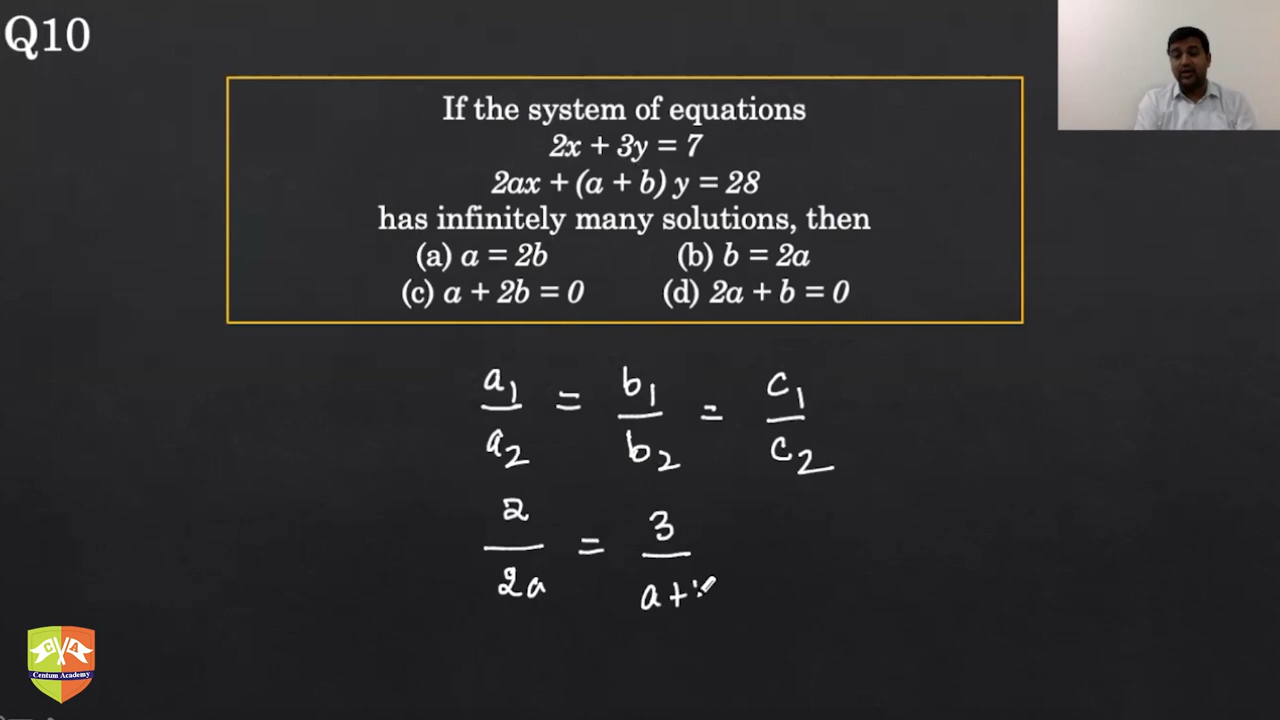 Q10
If the system of equations
2x + 3y = 7
2ax + (a + b) y = 28
has infinitely many solutions, then
(a) a = 2b (b) b = 2a
(c) a + 2b = 0 (d) 2a + b = 0
a₁/a₂ = b₁/b₂ = c₁/c₂
2/2a = 3/a+
C A
Centum Academy